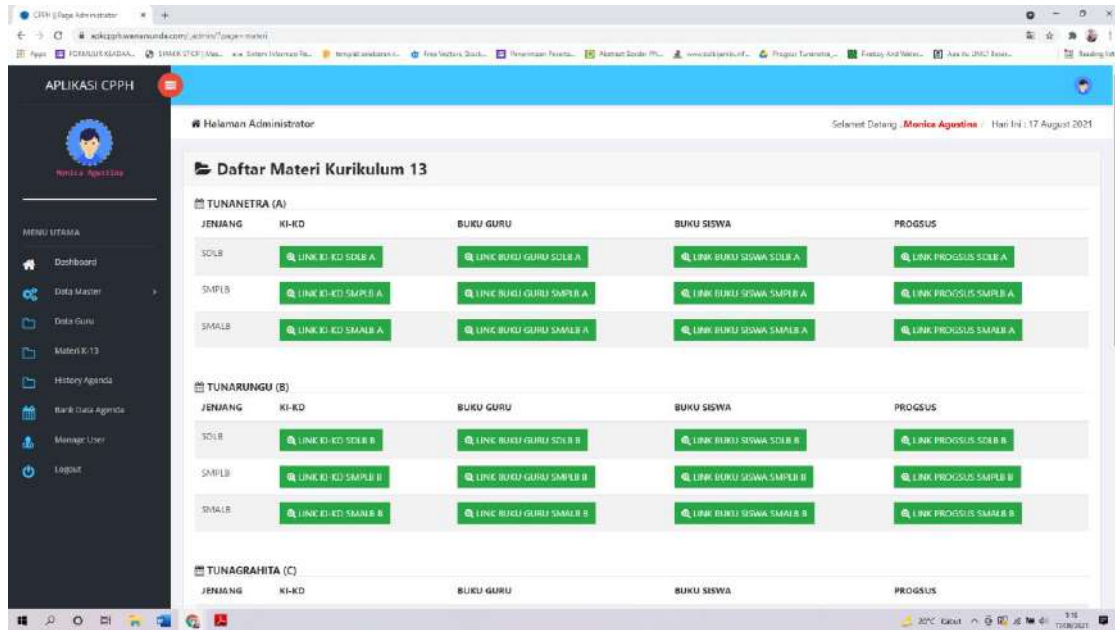 CPPH || Page Administrator
APLIKASI CPPH
Halaman Administrator
Selamat Datang , Monica Agustina / Hari Ini : 17 August 2021
Monica Agustina
Daftar Materi Kurikulum 13
MENU UTAMA
Dashboard
Data Master
Data Guru
Materi K-13
History Agenda
Bank Data Agenda
Manage User
Logout
TUNANETRA (A)
JENJANG KI-KD BUKU GURU BUKU SISWA PROGSUS
SDLB LINK KI-KD SDLB A LINK BUKU GURU SDLB A LINK BUKU SISWA SDLB A LINK PROGSUS SDLB A
SMPLB LINK KI-KD SMPLB A LINK BUKU GURU SMPLB A LINK BUKU SISWA SMPLB A LINK PROGSUS SMPLB A
SMALB LINK KI-KD SMALB A LINK BUKU GURU SMALB A LINK BUKU SISWA SMALB A LINK PROGSUS SMALB A
TUNARUNGU (B)
JENJANG KI-KD BUKU GURU BUKU SISWA PROGSUS
SDLB LINK KI-KD SDLB B LINK BUKU GURU SDLB B LINK BUKU SISWA SDLB B LINK PROGSUS SDLB B
SMPLB LINK KI-KD SMPLB B LINK BUKU GURU SMPLB B LINK BUKU SISWA SMPLB B LINK PROGSUS SMPLB B
SMALB LINK KI-KD SMALB B LINK BUKU GURU SMALB B LINK BUKU SISWA SMALB B LINK PROGSUS SMALB B
TUNAGRAHITA (C)
JENJANG KI-KD BUKU GURU BUKU SISWA PROGSUS
20°C Kabut